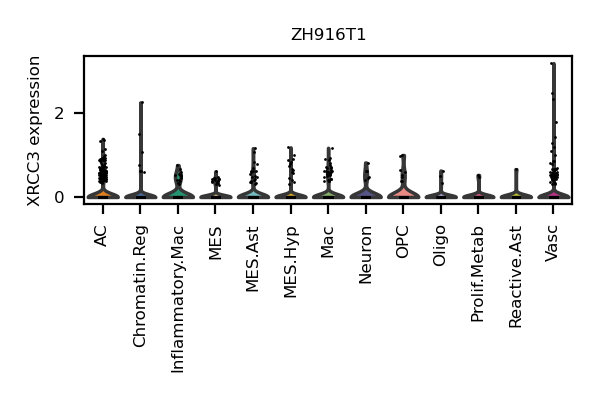 ZH916T1
XRCC3 expression
2
0
AC
Chromatin.Reg
Inflammatory.Mac
MES
MES.Ast
MES.Hyp
Mac
Neuron
OPC
Oligo
Prolif.Metab
Reactive.Ast
Vasc